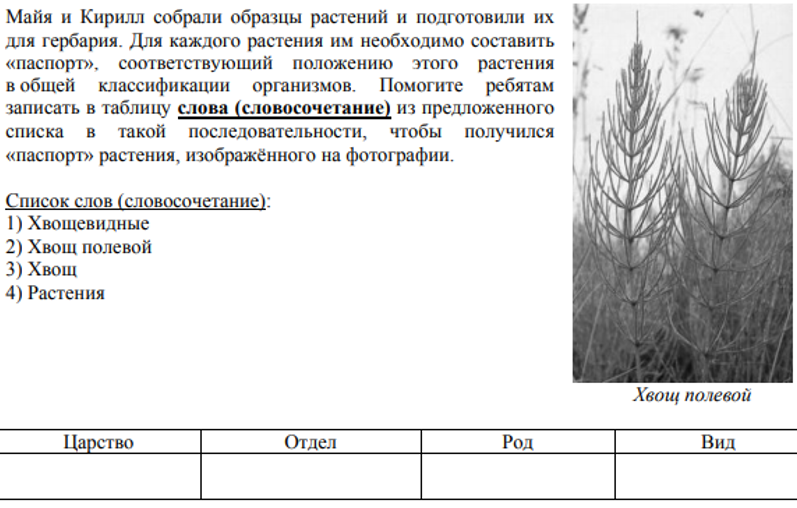 Майя и Кирилл собрали образцы растений и подготовили их
для гербария. Для каждого растения им необходимо составить
«паспорт», соответствующий положению этого растения
в общей классификации организмов. Помогите ребятам
записать в таблицу слова (словосочетание) из предложенного
списка в такой последовательности, чтобы получился
«паспорт» растения, изображённого на фотографии.
Список слов (словосочетание):
1) Хвощевидные
2) Хвощ полевой
3) Хвощ
4) Растения
Хвощ полевой
Царство Отдел Род Вид